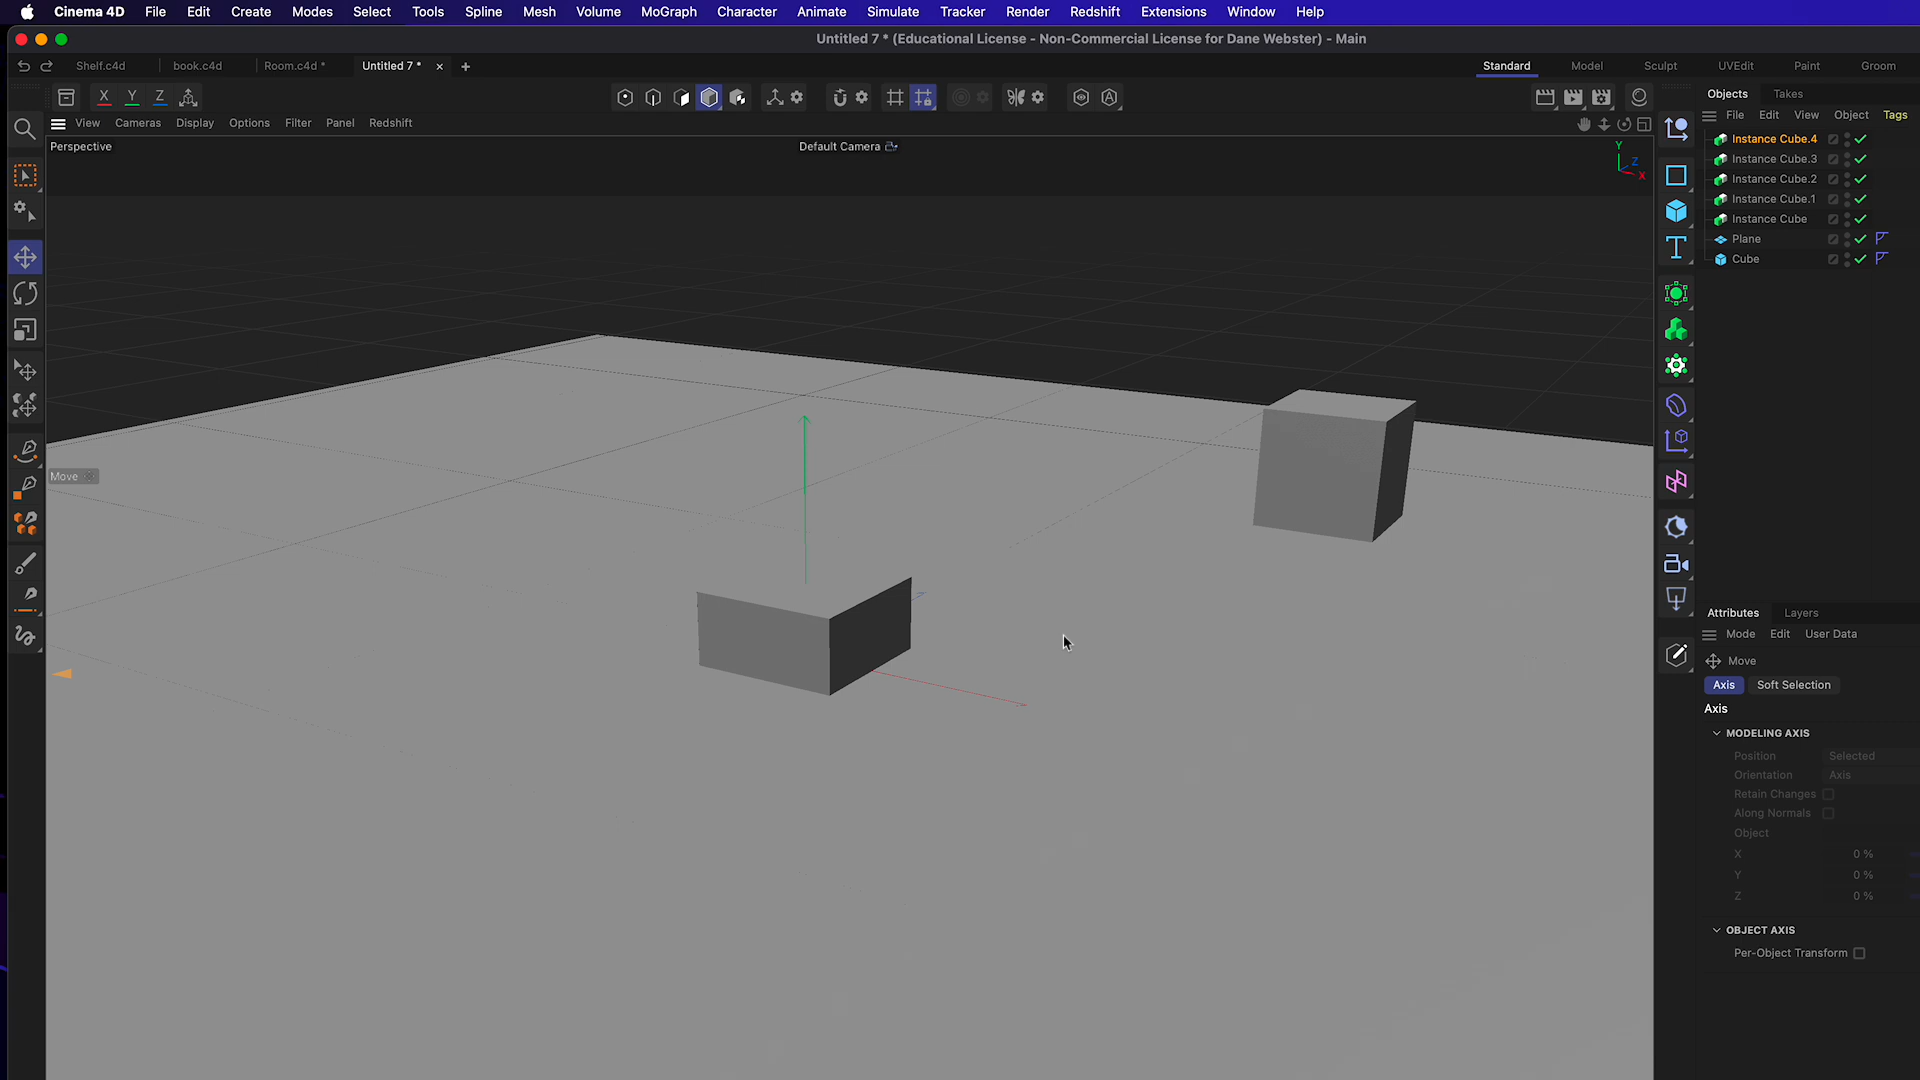 Cinema 4D File Edit Create Modes Select Tools Spline Mesh Volume MoGraph Character Animate Simulate Tracker Render Redshift Extensions Window Help
Untitled 7 * (Educational License - Non-Commercial License for Dane Webster) - Main
Shelf.c4d book.c4d Room.c4d * Untitled 7 * × + Standard Model Sculpt UVEdit Paint Groom
X Y Z
Objects Takes
View Cameras Display Options Filter Panel Redshift
File Edit View Object Tags
Perspective Default Camera
Y
Z
X
Instance Cube.4
Instance Cube.3
Instance Cube.2
Instance Cube.1
Instance Cube
Plane
Cube
Move
Attributes Layers
Mode Edit User Data
Move
Axis Soft Selection
Axis
MODELING AXIS
Position Selected
Orientation Axis
Retain Changes
Along Normals
Object
X 0 %
Y 0 %
Z 0 %
OBJECT AXIS
Per-Object Transform